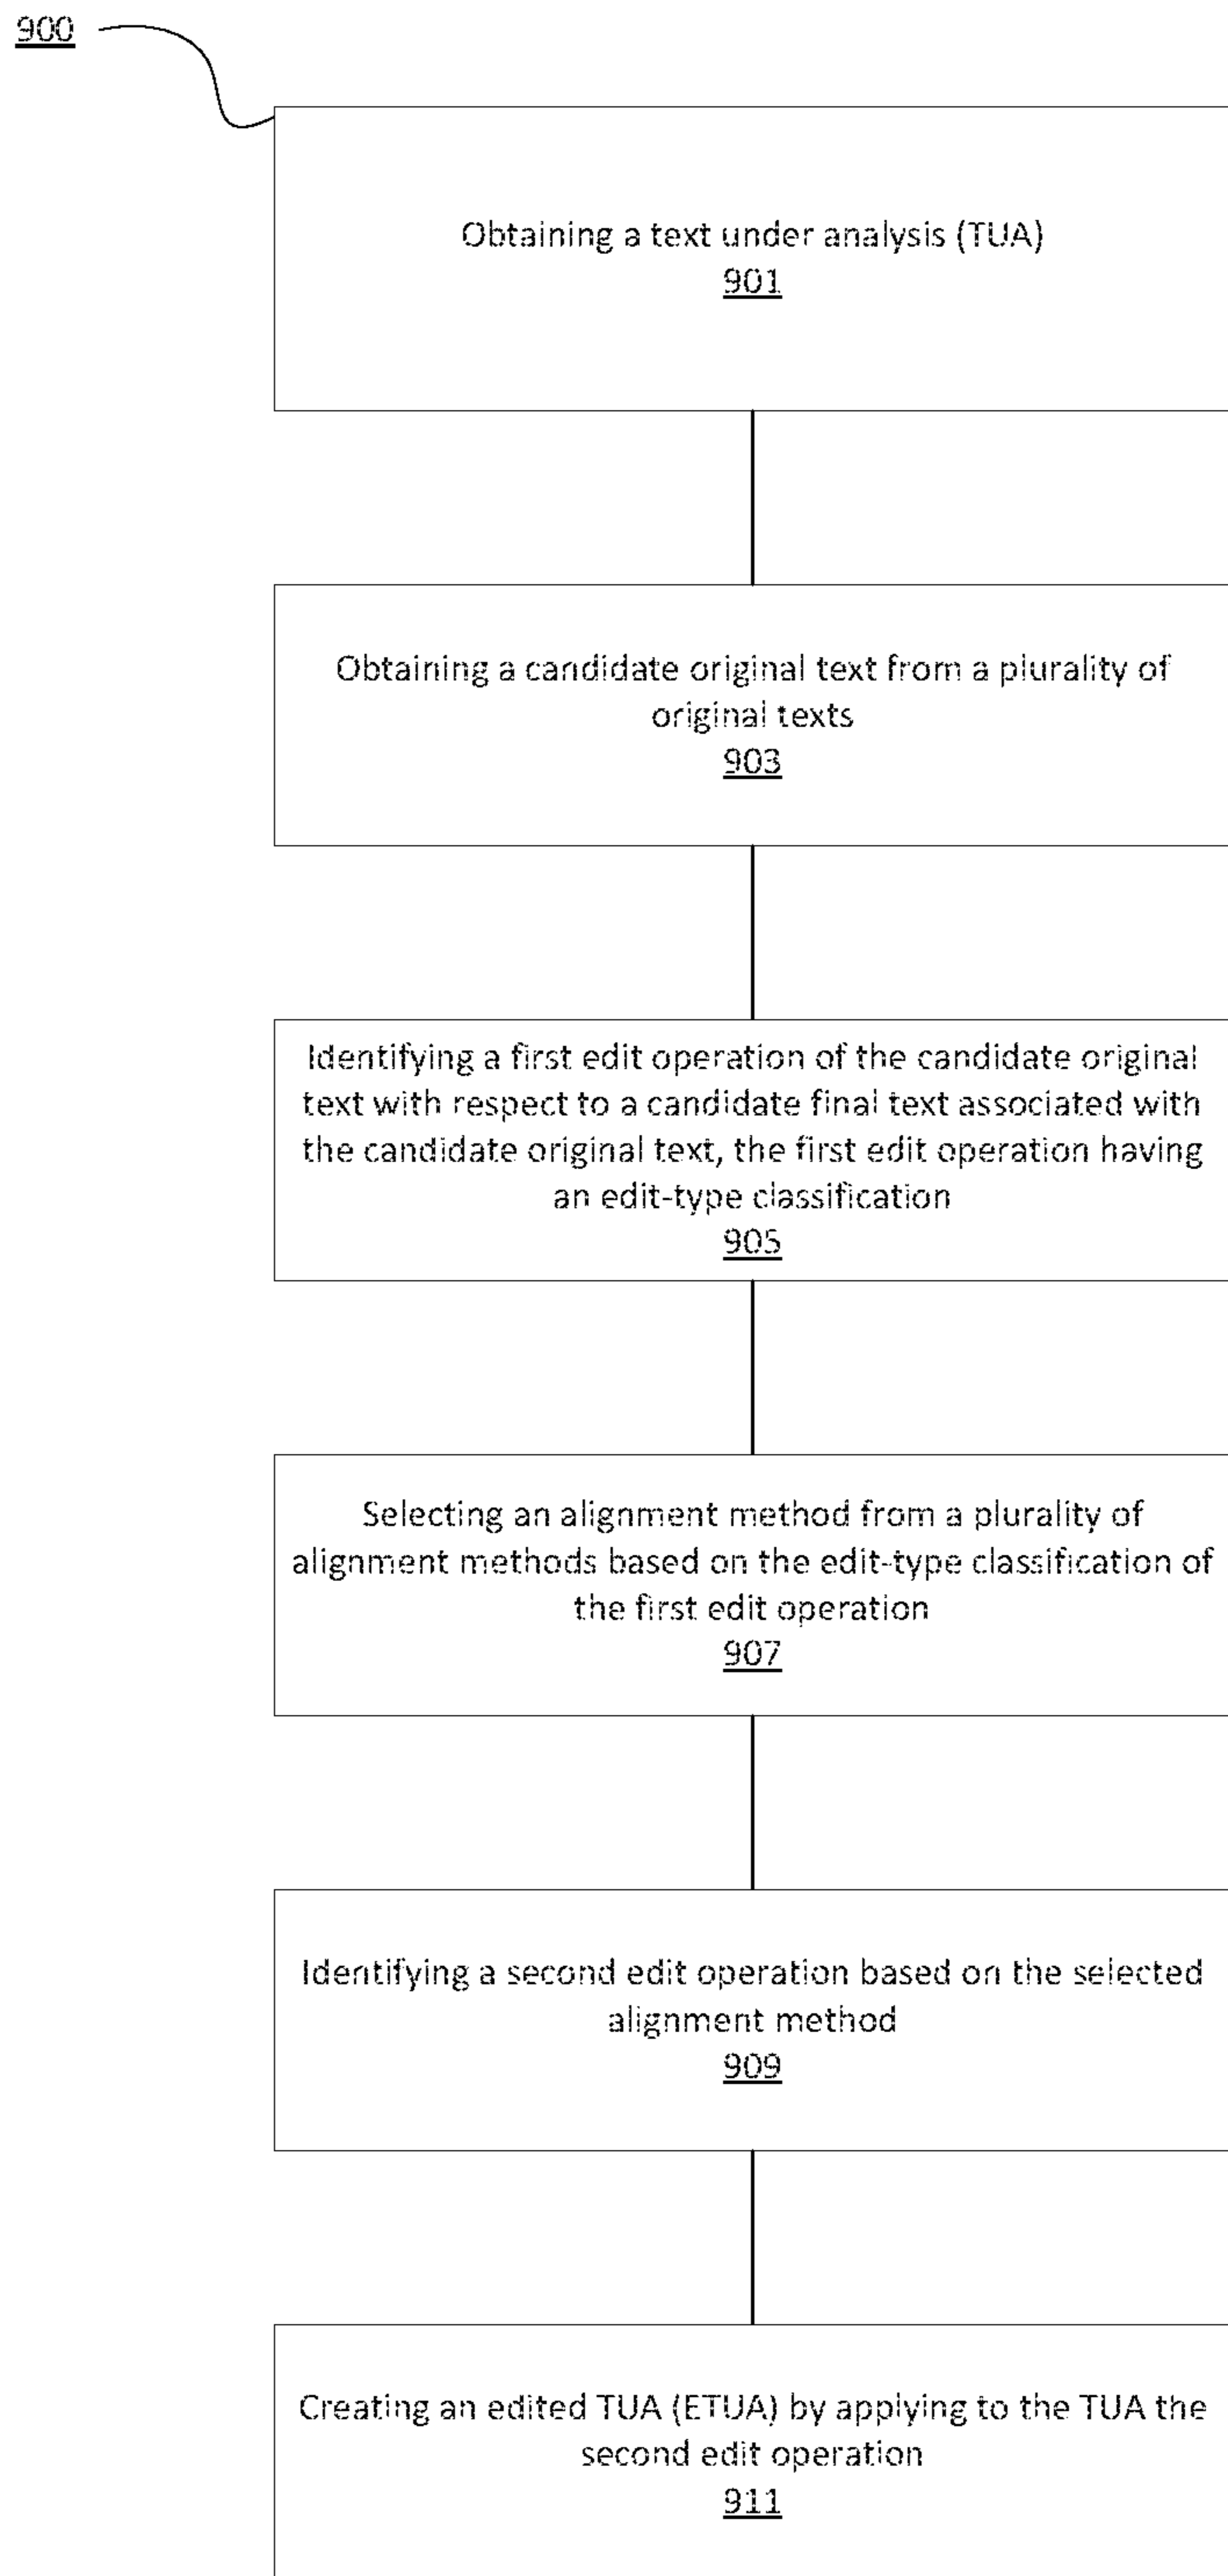 900
Obtaining a text under analysis (TUA)
901
Obtaining a candidate original text from a plurality of
original texts
903
Identifying a first edit operation of the candidate original
text with respect to a candidate final text associated with
the candidate original text, the first edit operation having
an edit-type classification
905
Selecting an alignment method from a plurality of
alignment methods based on the edit-type classification of
the first edit operation
907
Identifying a second edit operation based on the selected
alignment method
909
Creating an edited TUA (ETUA) by applying to the TUA the
second edit operation
911